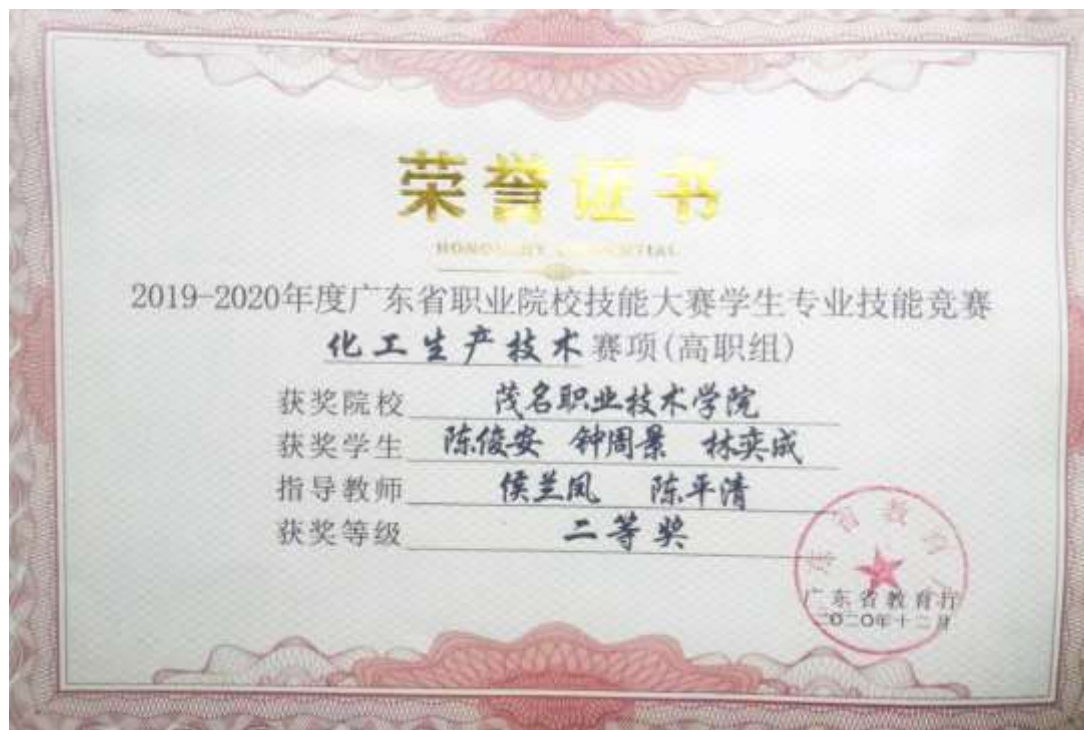 荣誉证书
2019-2020年度广东省职业院校技能大赛学生专业技能竞赛
化工生产技术赛项(高职组)
获奖院校 茂名职业技术学院
获奖学生 陈俊安 钟周景 林奕成
指导教师 侯兰凤 陈平清
获奖等级 二等奖
广东省教育厅
二〇二〇年十二月